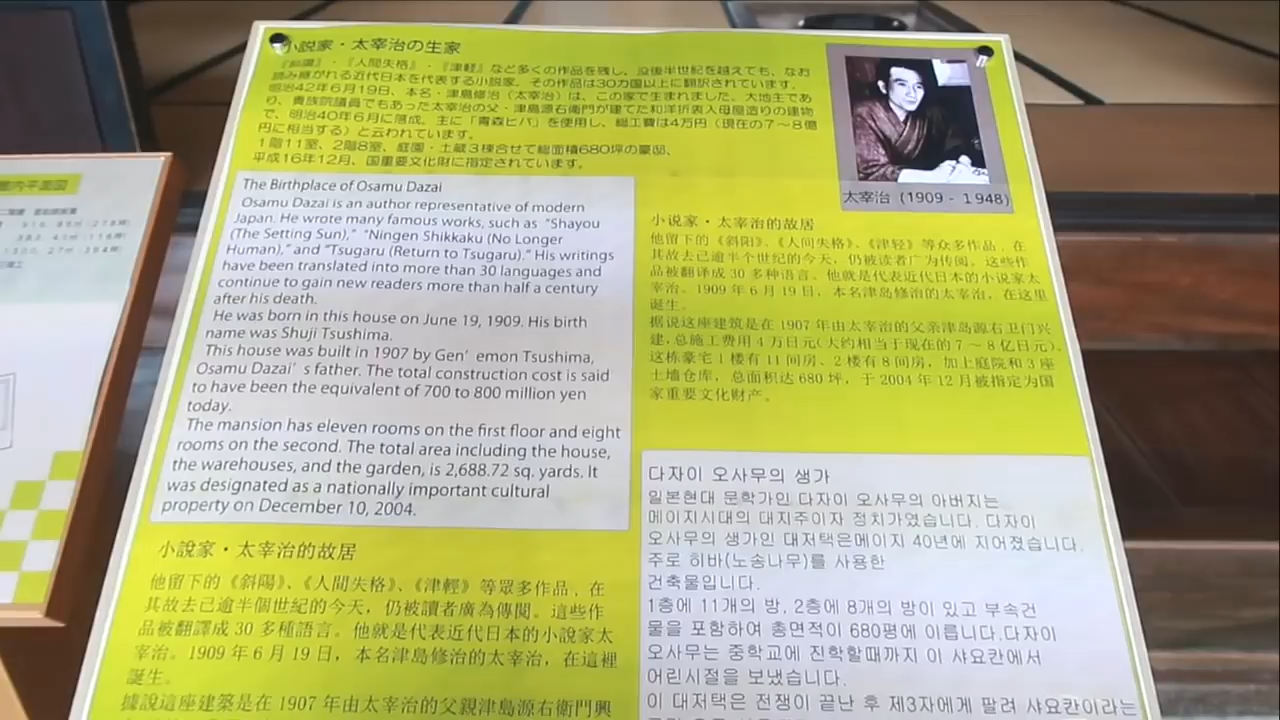 小説家・太宰治の生家
『斜陽』・『人間失格』・『津軽』など多くの作品を残し、没後半世紀を越えても、なお
読み継がれる近代日本を代表する小説家。その作品は30カ国以上に翻訳されています。
明治42年6月19日、本名・津島修治（太宰治）は、この家で生まれました。大地主であ
り、貴族院議員でもあった太宰治の父・津島源右衛門が建てた和洋折衷入母屋造りの建物
で、明治40年6月に落成。主に「青森ヒバ」を使用し、総工費は4万円（現在の7～8億
円に相当する）と云われています。
1階11室、2階8室、庭園・土蔵3棟合せて総面積680坪の豪邸、
平成16年12月、国重要文化財に指定されています。
太宰治 (1909 - 1948)
The Birthplace of Osamu Dazai
Osamu Dazai is an author representative of modern
Japan. He wrote many famous works, such as "Shayou
(The Setting Sun)," "Ningen Shikkaku (No Longer
Human)," and "Tsugaru (Return to Tsugaru)." His writings
have been translated into more than 30 languages and
continue to gain new readers more than half a century
after his death.
He was born in this house on June 19, 1909. His birth
name was Shuji Tsushima.
This house was built in 1907 by Gen' emon Tsushima,
Osamu Dazai' s father. The total construction cost is said
to have been the equivalent of 700 to 800 million yen
today.
The mansion has eleven rooms on the first floor and eight
rooms on the second. The total area including the house,
the warehouses, and the garden, is 2,688.72 sq. yards. It
was designated as a nationally important cultural
property on December 10, 2004.
小说家・太宰治的故居
他留下的《斜阳》、《人间失格》、《津轻》等众多作品，在
其故去已逾半个世纪的今天，仍被读者广为传阅。这些作
品被翻译成 30 多种语言。他就是代表近代日本的小说家太
宰治。1909 年 6 月 19 日，本名津岛修治的太宰治，在这里
诞生。
据说这座建筑是在 1907 年由太宰治的父亲津岛源右卫门兴
建，总施工费用 4 万日元（大约相当于现在的 7 ～ 8 亿日元）。
这栋豪宅 1 楼有 11 间房、2 楼有 8 间房，加上庭院和 3 座
土墙仓库，总面积达 680 坪，于 2004 年 12 月被指定为国
家重要文化财产。
小說家・太宰治的故居
他留下的《斜陽》、《人間失格》、《津輕》等眾多作品，在
其故去已逾半個世紀的今天，仍被讀者廣為傳閱。這些作
品被翻譯成 30 多種語言。他就是代表近代日本的小說家太
宰治。1909 年 6 月 19 日，本名津島修治的太宰治，在這裡
誕生。
據說這座建築是在 1907 年由太宰治的父親津島源右衛門興
다자이 오사무의 생가
일본현대 문학가인 다자이 오사무의 아버지는
메이지시대의 대지주이자 정치가였습니다. 다자이
오사무의 생가인 대저택은메이지 40년에 지어졌습니다.
주로 히바(노송나무)를 사용한
건축물입니다.
1층에 11개의 방, 2층에 8개의 방이 있고 부속건
물을 포함하여 총면적이 680평에 이릅니다.다자이
오사무는 중학교에 진학할때까지 이 샤요칸에서
어린시절을 보냈습니다.
이 대저택은 전쟁이 끝난 후 제3자에게 팔려 샤요칸이라는
館内平面図